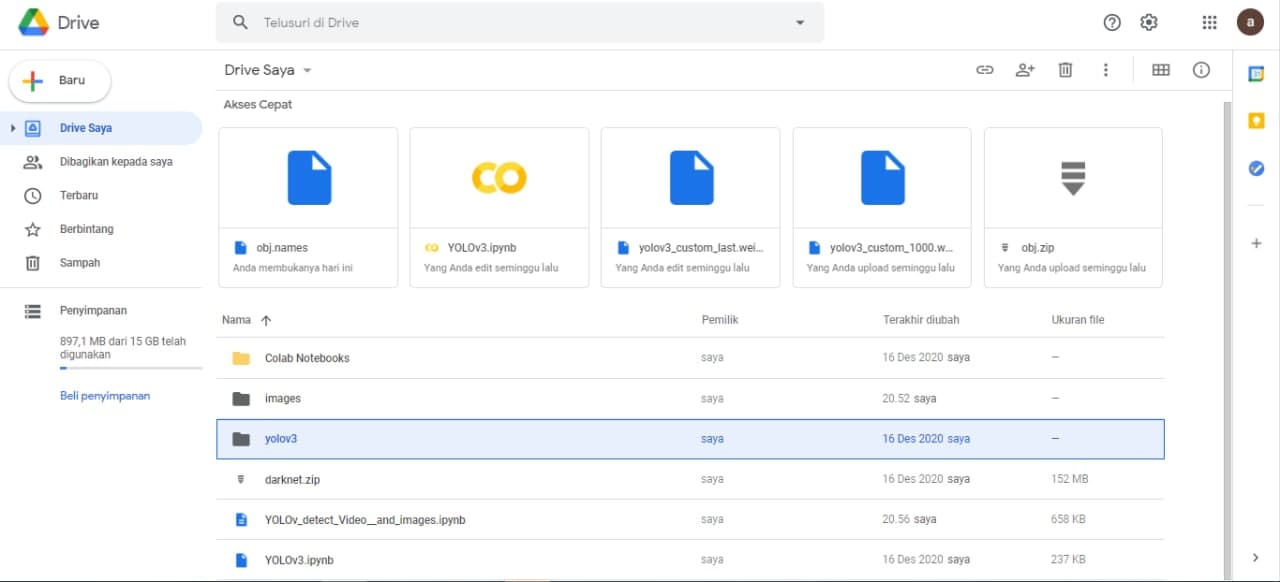 Drive
Telusuri di Drive
a
Baru
Drive Saya
Dibagikan kepada saya
Terbaru
Berbintang
Sampah
Penyimpanan
897,1 MB dari 15 GB telah
digunakan
Beli penyimpanan
Drive Saya
Akses Cepat
obj.names
Anda membukanya hari ini
YOLOv3.ipynb
Yang Anda edit seminggu lalu
yolov3_custom_last.wei...
Yang Anda edit seminggu lalu
yolov3_custom_1000.w...
Yang Anda upload seminggu lalu
obj.zip
Yang Anda upload seminggu lalu
Nama Pemilik Terakhir diubah Ukuran file
Colab Notebooks saya 16 Des 2020 saya —
images saya 20.52 saya —
yolov3 saya 16 Des 2020 saya —
darknet.zip saya 16 Des 2020 saya 152 MB
YOLOv_detect_Video__and_images.ipynb saya 20.56 saya 658 KB
YOLOv3.ipynb saya 16 Des 2020 saya 237 KB